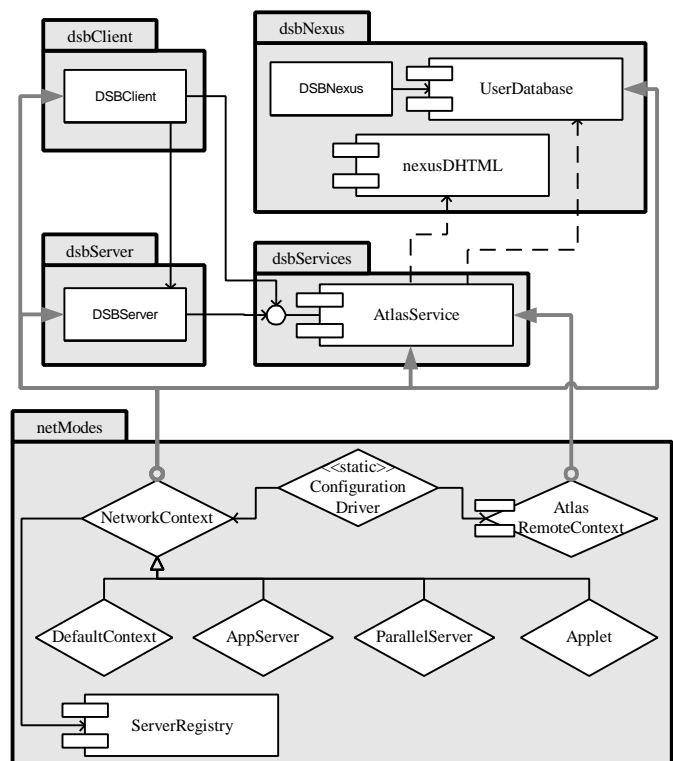 dsbClient
dsbNexus
DSBClient
DSBNexus
UserDatabase
nexusDHTML
dsbServer
dsbServices
DSBServer
AtlasService
netModes
<<static>>
Configuration
Driver
NetworkContext
Atlas
RemoteContext
DefaultContext
AppServer
ParallelServer
Applet
ServerRegistry